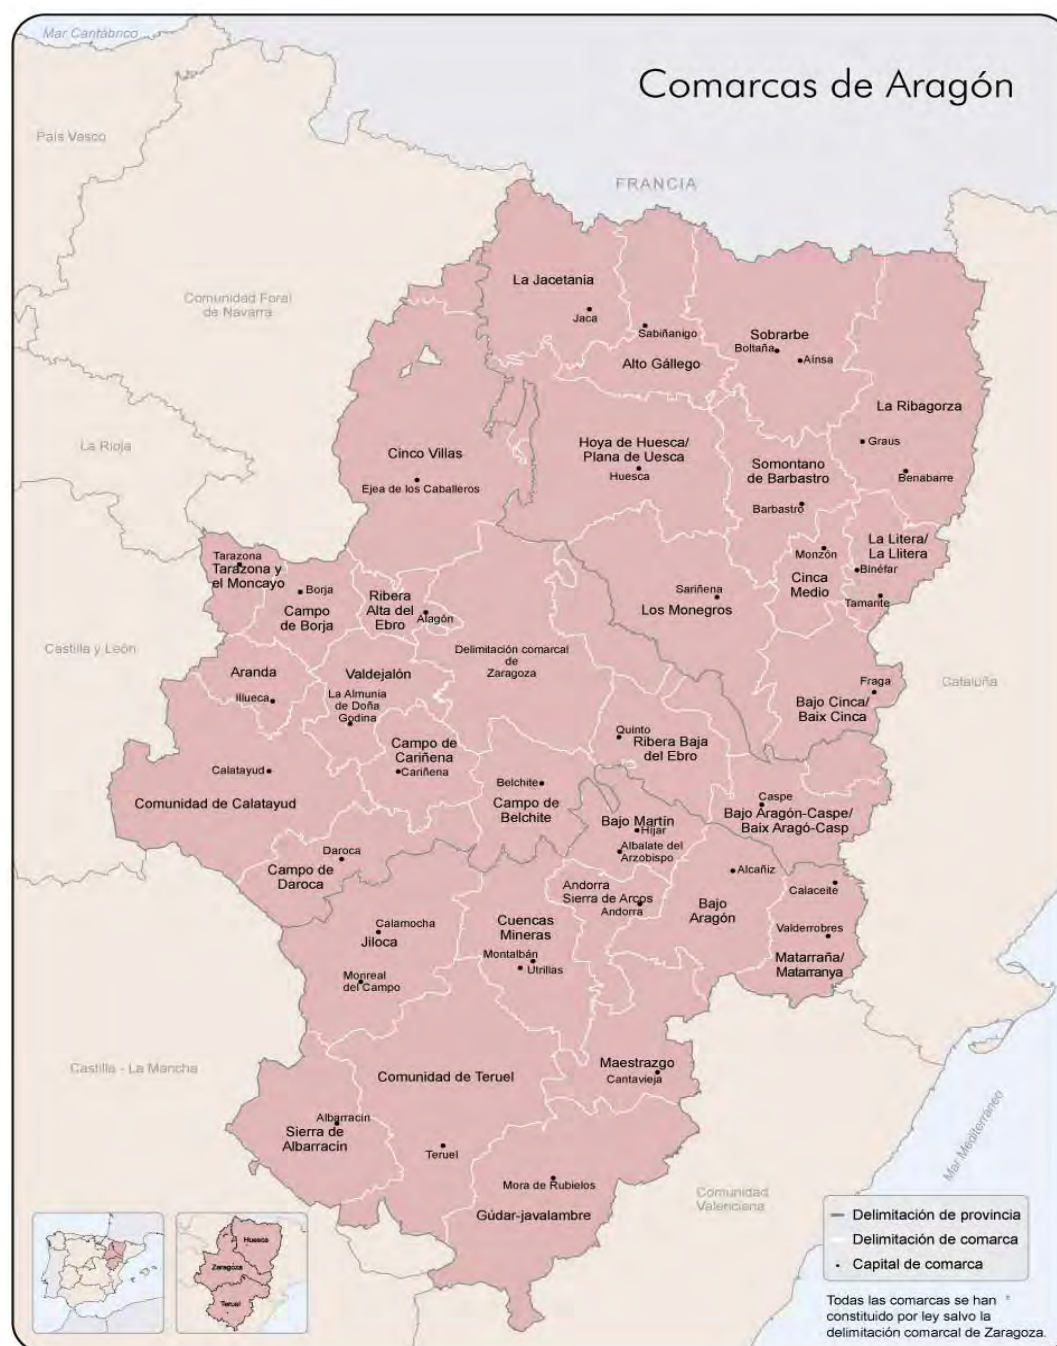 Mar Cantábrico
Comarcas de Aragón
País Vasco
FRANCIA
Comunidad Foral
de Navarra
La Jacetania
Jaca
Sabiñanigo
Alto Gállego
Sobrarbe
Boltaña
Aínsa
La Rioja
La Ribagorza
Graus
Benabarre
Cinco Villas
Ejea de los Caballeros
Hoya de Huesca/
Plana de Uesca
Huesca
Somontano
de Barbastro
Barbastro
La Litera/
La Llitera
Binéfar
Tamarite
Monzón
Cinca
Medio
Tarazona
Tarazona y
el Moncayo
Borja
Campo
de Borja
Ribera
Alta del
Ebro
Alagón
Sariñena
Los Monegros
Castilla y León
Aranda
Illueca
Valdejalón
La Almunia
de Doña
Godina
Delimitación comarcal
de
Zaragoza
Cataluña
Fraga
Bajo Cinca/
Baix Cinca
Calatayud
Comunidad de Calatayud
Campo de
Cariñena
Cariñena
Quinto
Ribera Baja
del Ebro
Belchite
Campo de
Belchite
Caspe
Bajo Aragón-Caspe/
Baix Aragó-Casp
Bajo Martín
Híjar
Albalate del
Arzobispo
Daroca
Campo de
Daroca
Andorra
Sierra de Arcos
Andorra
Alcañiz
Bajo
Aragón
Calaceite
Valderrobres
Matarraña/
Matarranya
Calamocha
Jiloca
Monreal
del Campo
Cuencas
Mineras
Montalbán
Utrillas
Castilla - La Mancha
Comunidad de Teruel
Maestrazgo
Cantavieja
Albarracín
Sierra de
Albarracín
Teruel
Mora de Rubielos
Gúdar-javalambre
Comunidad
Valenciana
Mar Mediterráneo
Huesca
Zaragoza
Teruel
Delimitación de provincia
Delimitación de comarca
Capital de comarca
Todas las comarcas se han
constituido por ley salvo la
delimitación comarcal de Zaragoza.